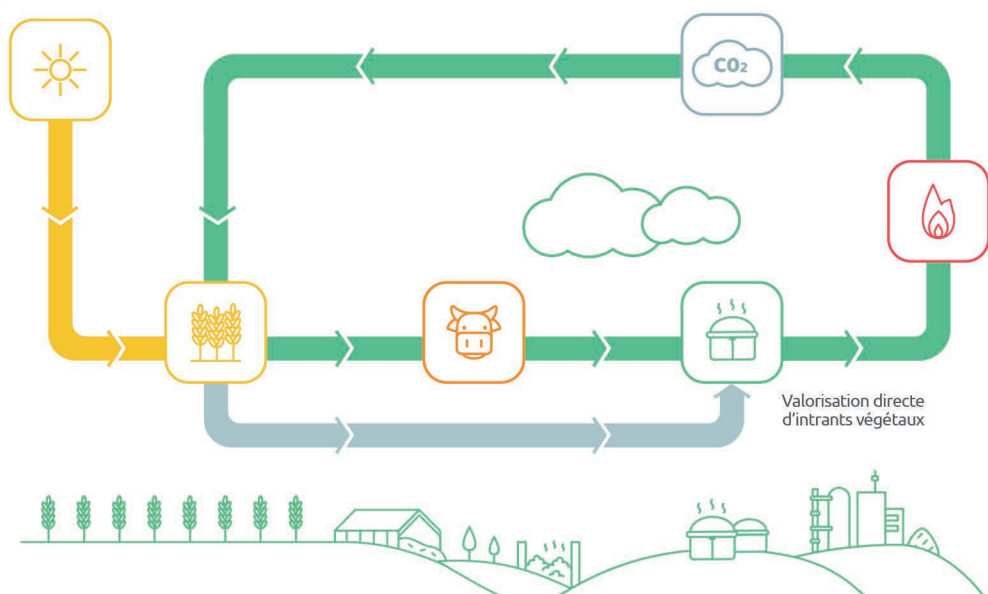 CO₂
Valorisation directe
d’intrants végétaux